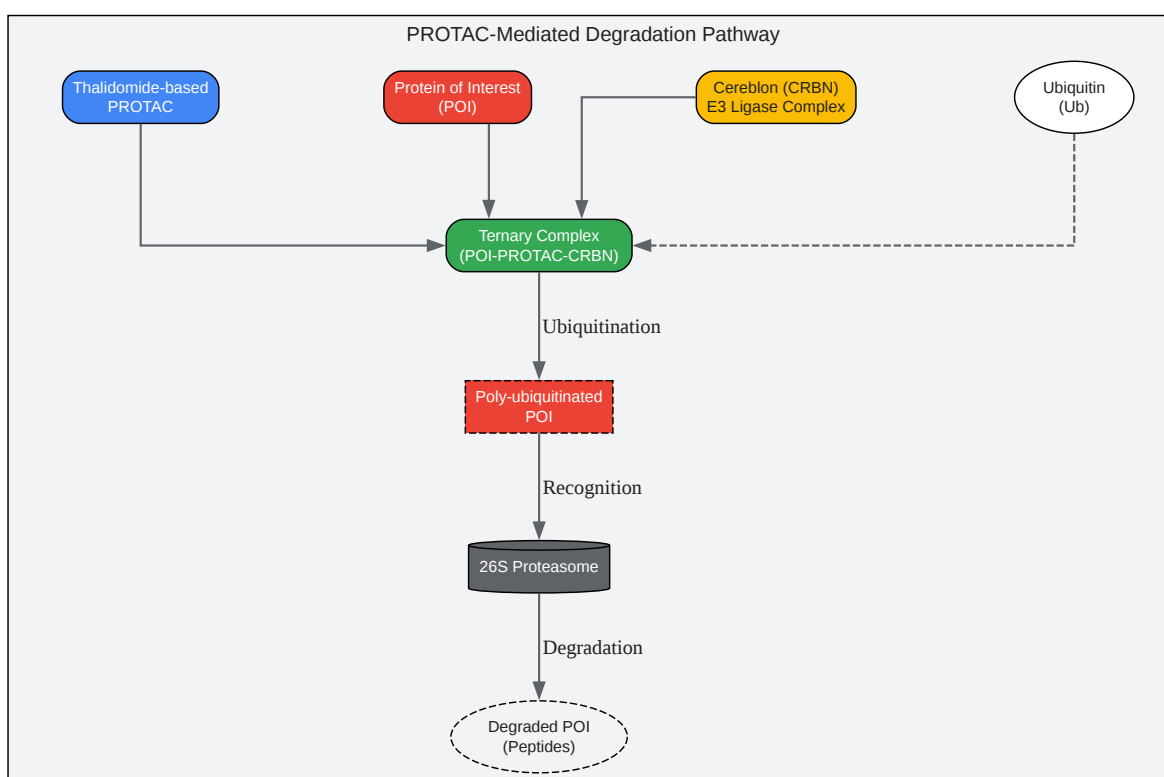 PROTAC-Mediated Degradation Pathway
Thalidomide-based
PROTAC
Protein of Interest
(POI)
Cereblon (CRBN)
E3 Ligase Complex
Ubiquitin
(Ub)
Ternary Complex
(POI-PROTAC-CRBN)
Ubiquitination
Poly-ubiquitinated
POI
Recognition
26S Proteasome
Degradation
Degraded POI
(Peptides)